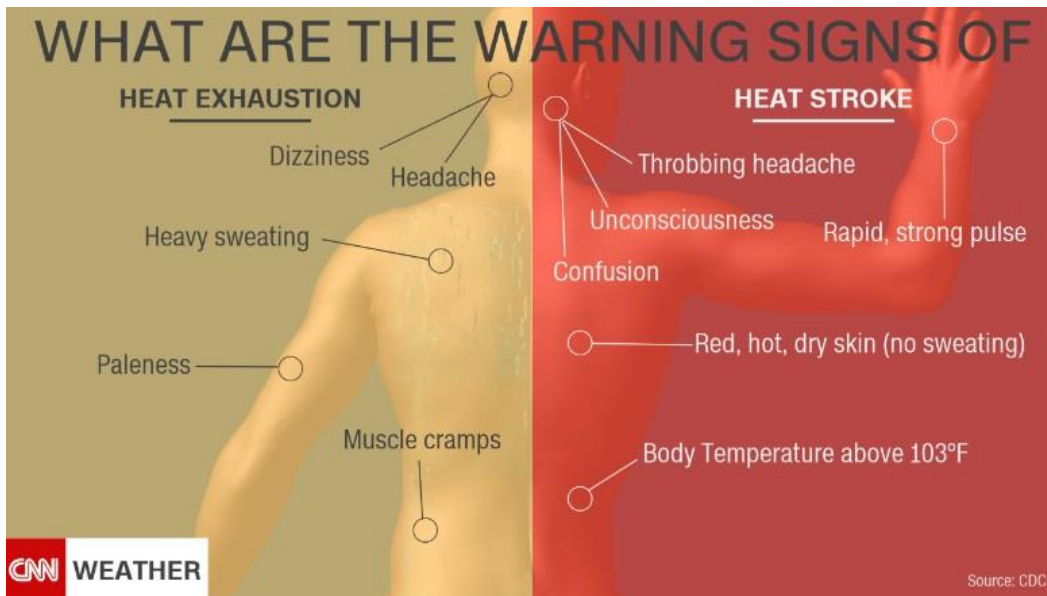 WHAT ARE THE WARNING SIGNS OF
HEAT EXHAUSTION
Dizziness
Headache
Heavy sweating
Paleness
Muscle cramps
HEAT STROKE
Throbbing headache
Unconsciousness
Confusion
Rapid, strong pulse
Red, hot, dry skin (no sweating)
Body Temperature above 103°F
CNN WEATHER
Source: CDC